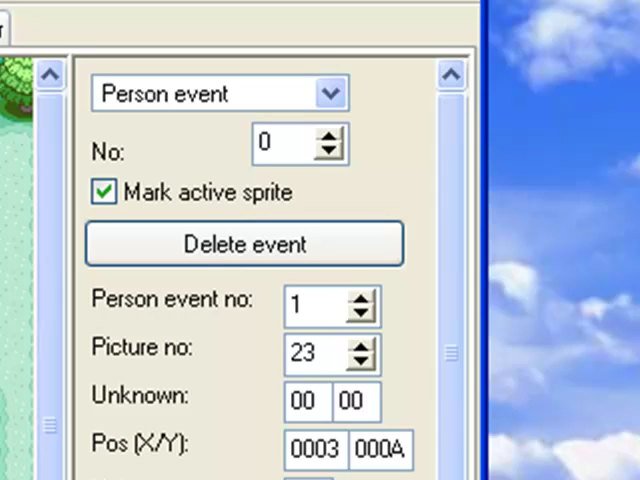 Person event
No: 0
Mark active sprite
Delete event
Person event no: 1
Picture no: 23
Unknown: 00 00
Pos (X/Y): 0003 000A